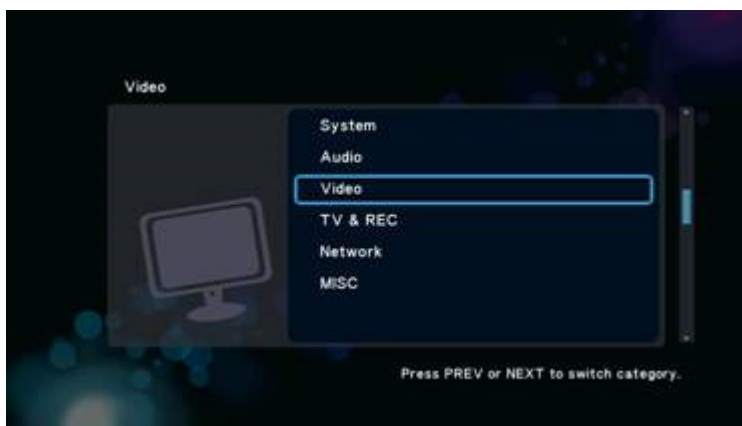 Video
System
Audio
Video
TV & REC
Network
MISC
Press PREV or NEXT to switch category.